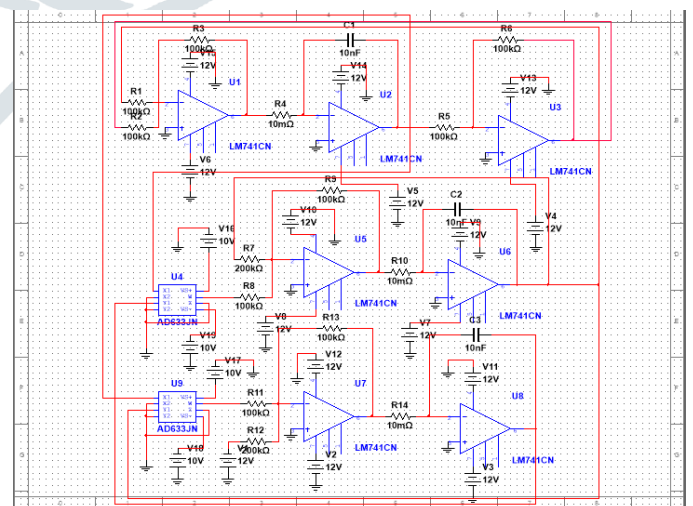 R3
100kΩ
V15
12V
C1
10nF
R6
100kΩ
V14
12V
V13
12V
U1
U2
U3
R1
100kΩ
R2
100kΩ
R4
10mΩ
R5
100kΩ
LM741CN
LM741CN
LM741CN
V6
12V
R9
100kΩ
V5
12V
C2
10nF
V4
12V
V16
10V
V10
12V
U5
V9
12V
U6
R7
200kΩ
R10
10mΩ
U4
R8
100kΩ
AD633JN
LM741CN
LM741CN
V8
12V
R13
100kΩ
V7
12V
C3
10nF
V19
10V
V17
10V
V12
12V
V11
12V
U9
R11
100kΩ
U7
R14
10mΩ
U8
AD633JN
R12
200kΩ
LM741CN
LM741CN
V18
10V
12V
V2
12V
V3
12V